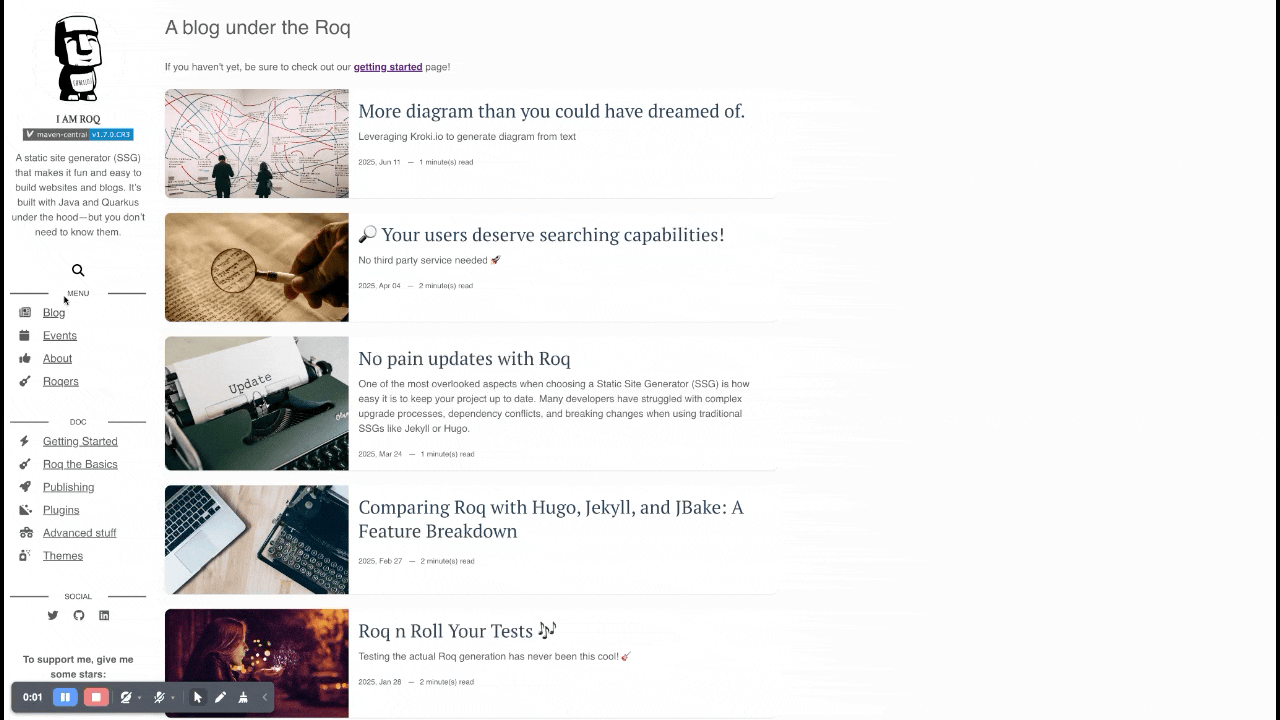 I AM ROQ
maven-central v1.7.0.CR3
A static site generator (SSG)
that makes it fun and easy to
build websites and blogs. It's
built with Java and Quarkus
under the hood—but you don't
need to know them.
MENU
Blog
Events
About
Roqers
DOC
Getting Started
Roq the Basics
Publishing
Plugins
Advanced stuff
Themes
SOCIAL
To support me, give me
some stars:
0:01
A blog under the Roq
If you haven't yet, be sure to check out our getting started page!
More diagram than you could have dreamed of.
Leveraging Kroki.io to generate diagram from text
2025, Jun 11 — 1 minute(s) read
🔎 Your users deserve searching capabilities!
No third party service needed 🚀
2025, Apr 04 — 2 minute(s) read
Update
No pain updates with Roq
One of the most overlooked aspects when choosing a Static Site Generator (SSG) is how
easy it is to keep your project up to date. Many developers have struggled with complex
upgrade processes, dependency conflicts, and breaking changes when using traditional
SSGs like Jekyll or Hugo.
2025, Mar 24 — 1 minute(s) read
Comparing Roq with Hugo, Jekyll, and JBake: A
Feature Breakdown
2025, Feb 27 — 2 minute(s) read
Roq n Roll Your Tests 🎶
Testing the actual Roq generation has never been this cool! 🎸
2025, Jan 28 — 2 minute(s) read